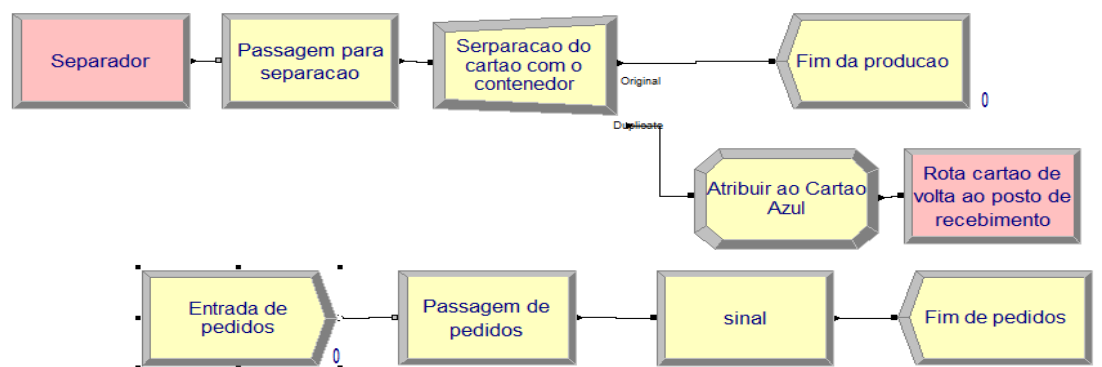 Separador
Passagem para
separacao
Serparacao do
cartao com o
contenedor
Original
Duplicate
Fim da producao
0
Atribuir ao Cartao
Azul
Rota cartao de
volta ao posto de
recebimento
Entrada de
pedidos
0
Passagem de
pedidos
sinal
Fim de pedidos